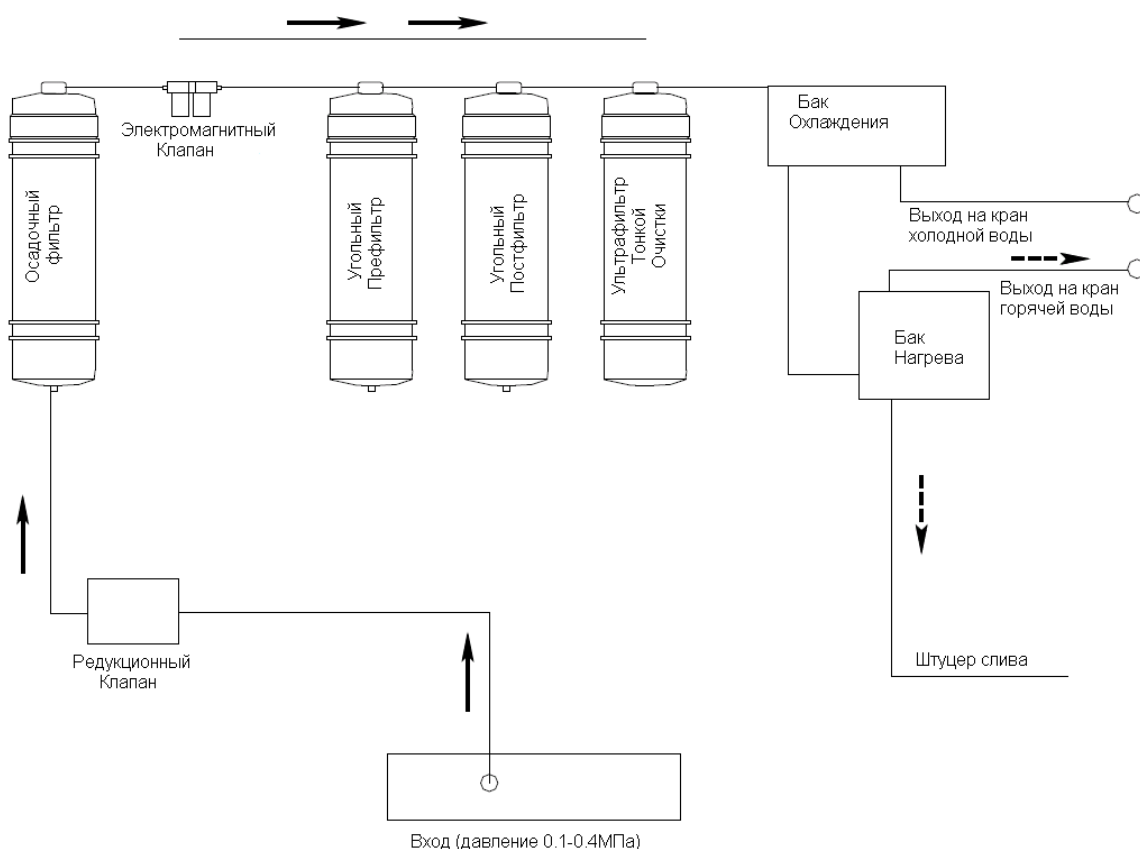 Электромагнитный
Клапан
Бак
Охлаждения
Осадочный
фильтр
Угольный
Префильтр
Угольный
Постфильтр
Ультрафильтр
Тонкой
Очистки
Выход на кран
холодной воды
Выход на кран
горячей воды
Бак
Нагрева
Редукционный
Клапан
Штуцер слива
Вход (давление 0.1-0.4МПа)